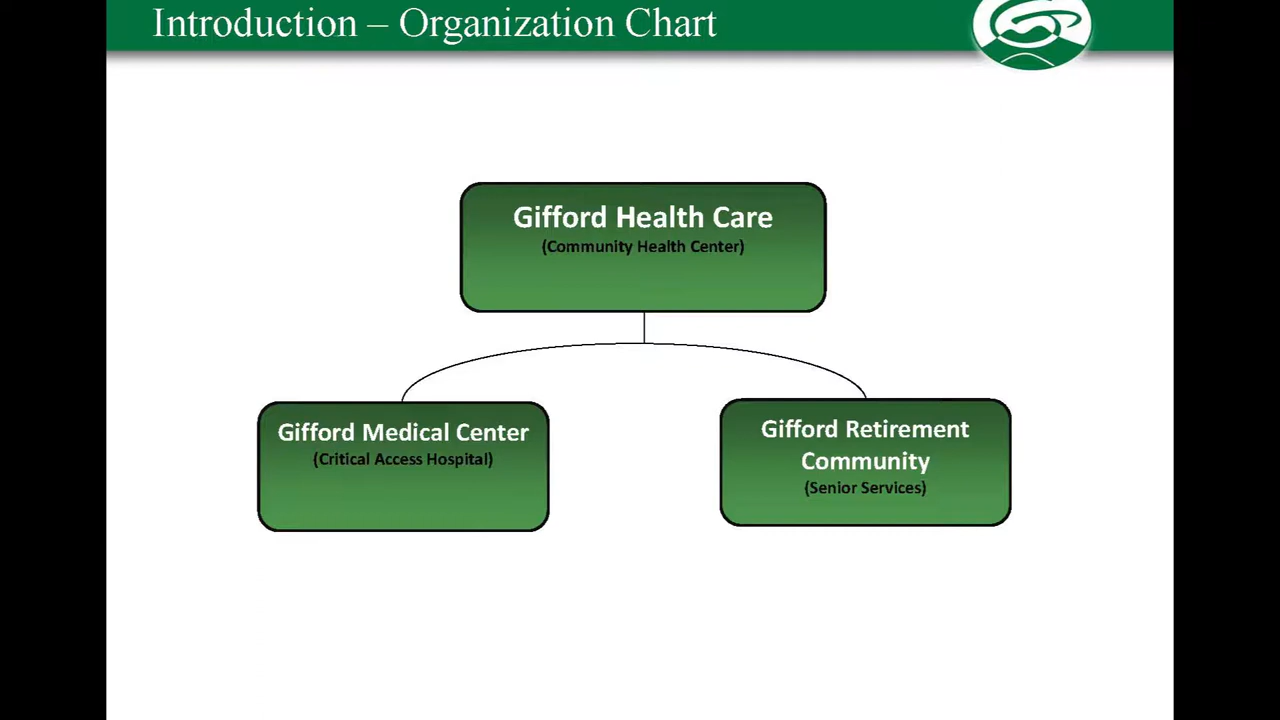 Introduction – Organization Chart
Gifford Health Care
(Community Health Center)
Gifford Medical Center
(Critical Access Hospital)
Gifford Retirement
Community
(Senior Services)